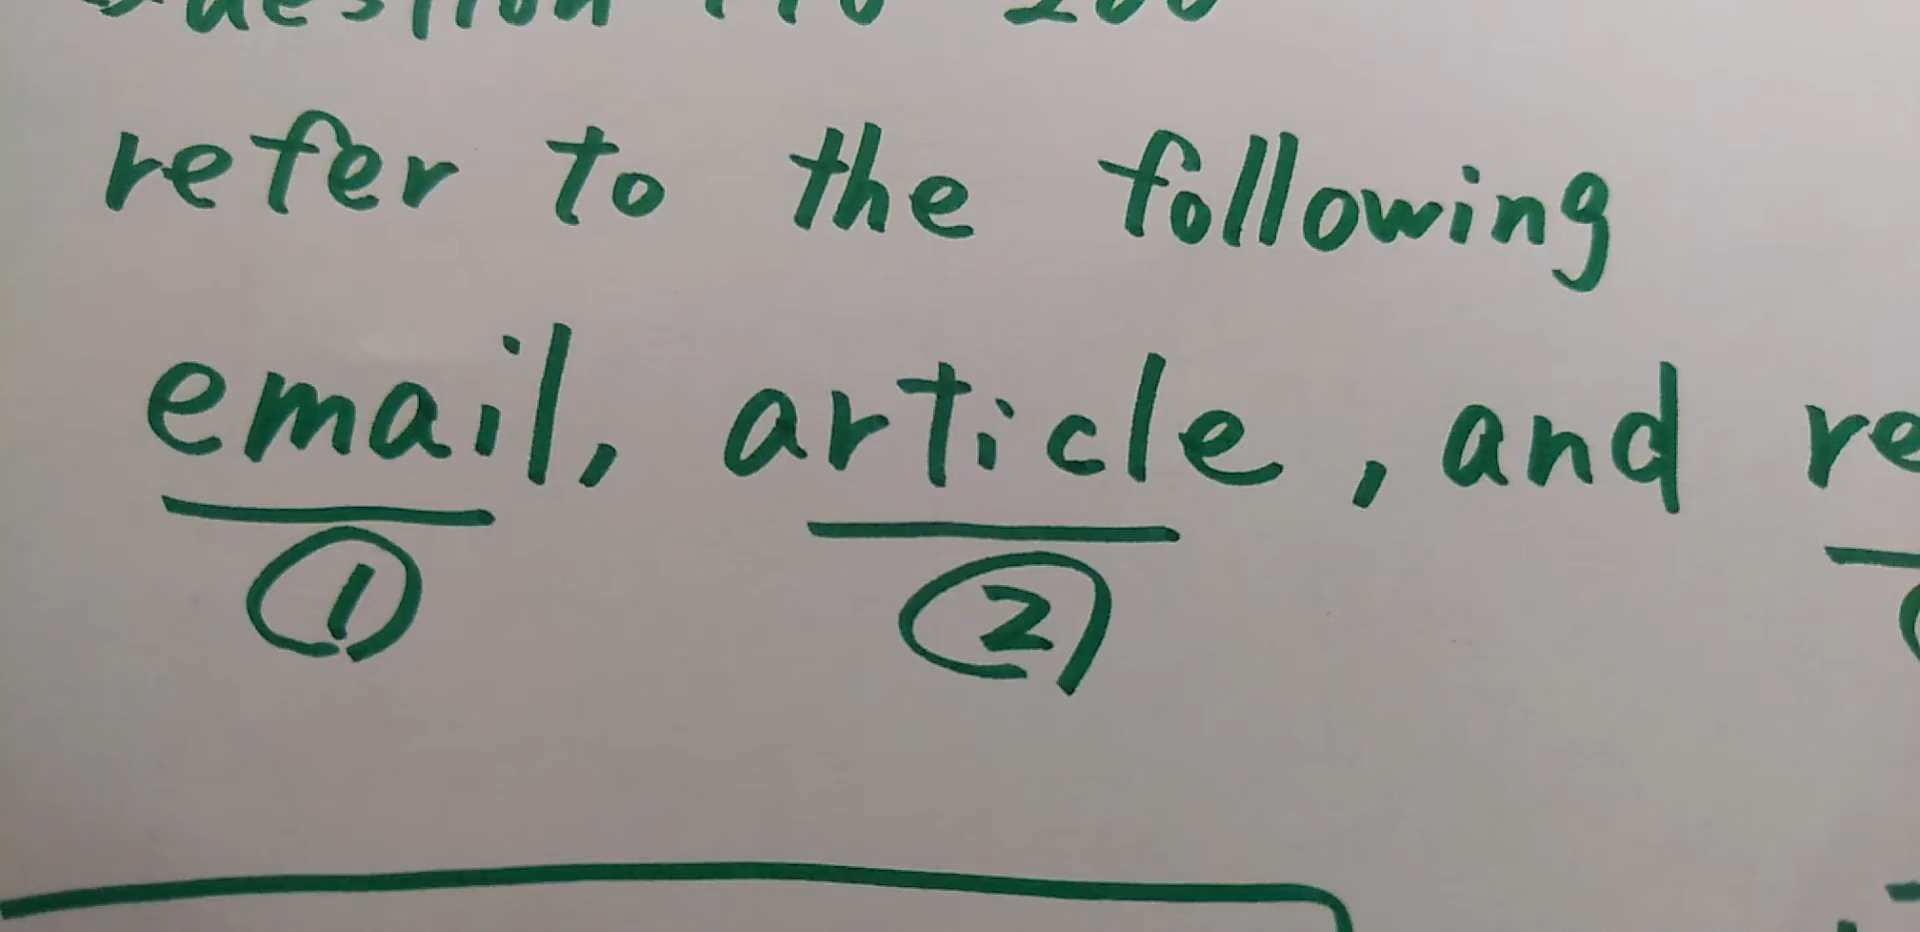 refer to the following
email, article, and
① ②